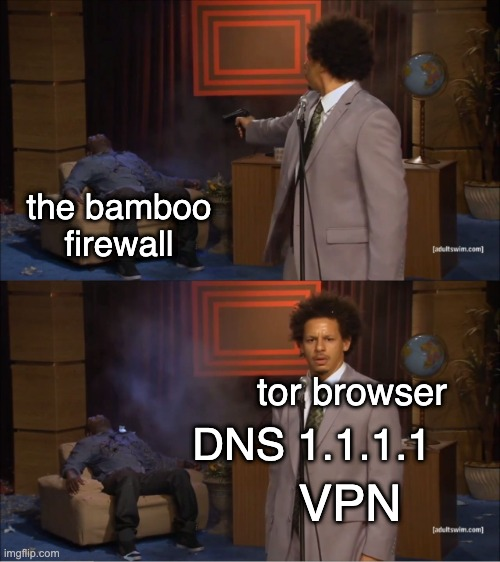 the bamboo
firewall
[adultswim.com]
tor browser
DNS 1.1.1.1
VPN
[adultswim.com]
imgflip.com